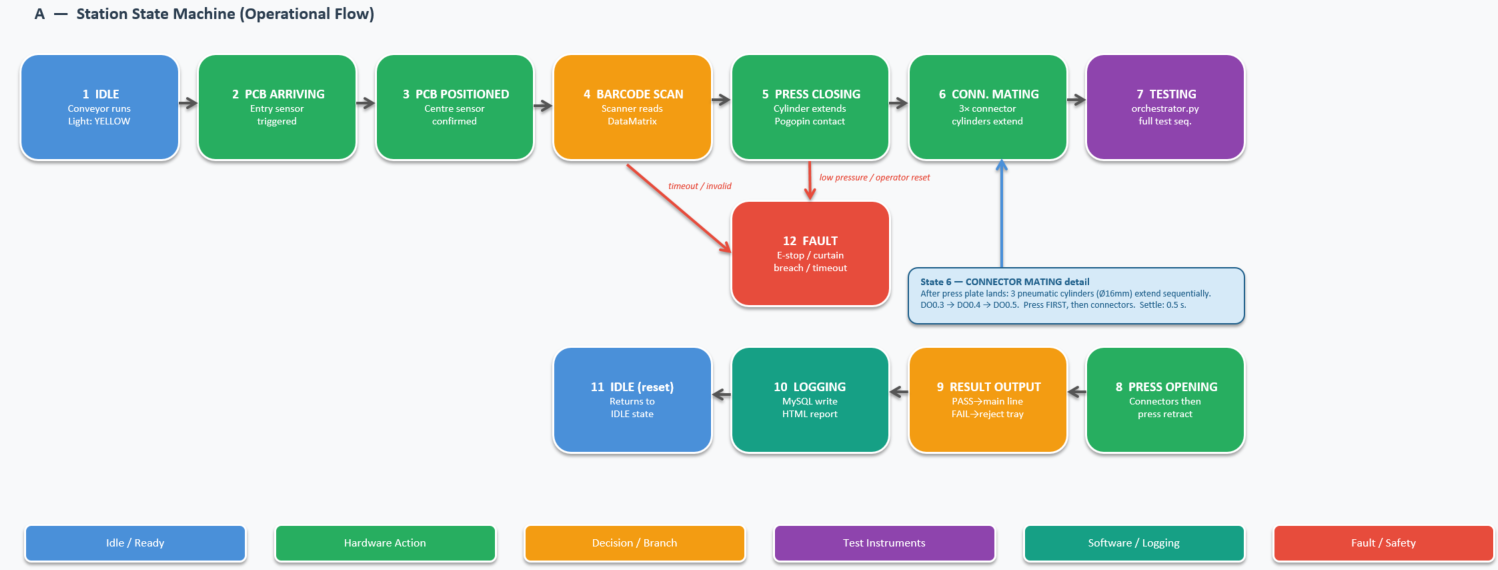 A — Station State Machine (Operational Flow)
1 IDLE
Conveyor runs
Light: YELLOW
2 PCB ARRIVING
Entry sensor
triggered
3 PCB POSITIONED
Centre sensor
confirmed
4 BARCODE SCAN
Scanner reads
DataMatrix
5 PRESS CLOSING
Cylinder extends
Pogopin contact
6 CONN. MATING
3× connector
cylinders extend
7 TESTING
orchestrator.py
full test seq.
timeout / invalid
low pressure / operator reset
12 FAULT
E-stop / curtain
breach / timeout
State 6 — CONNECTOR MATING detail
After press plate lands: 3 pneumatic cylinders (Ø16mm) extend sequentially.
DO0.3 → DO0.4 → DO0.5. Press FIRST, then connectors. Settle: 0.5 s.
11 IDLE (reset)
Returns to
IDLE state
10 LOGGING
MySQL write
HTML report
9 RESULT OUTPUT
PASS→main line
FAIL→reject tray
8 PRESS OPENING
Connectors then
press retract
Idle / Ready
Hardware Action
Decision / Branch
Test Instruments
Software / Logging
Fault / Safety